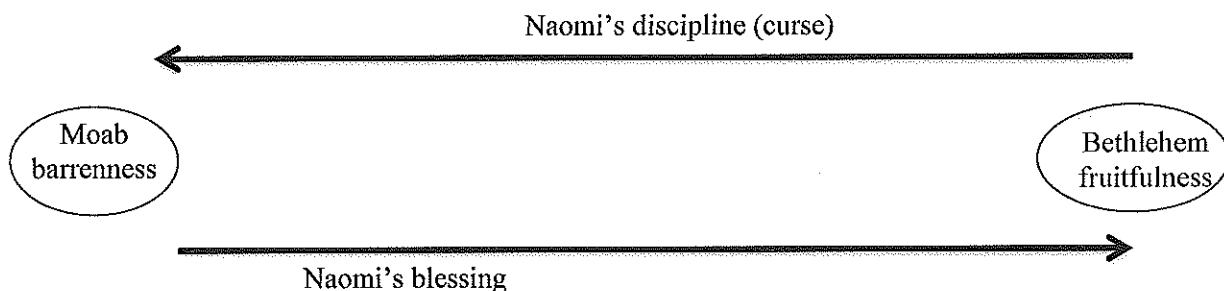 Naomi's discipline (curse)
Moab
barrenness
Bethlehem
fruitfulness
Naomi's blessing